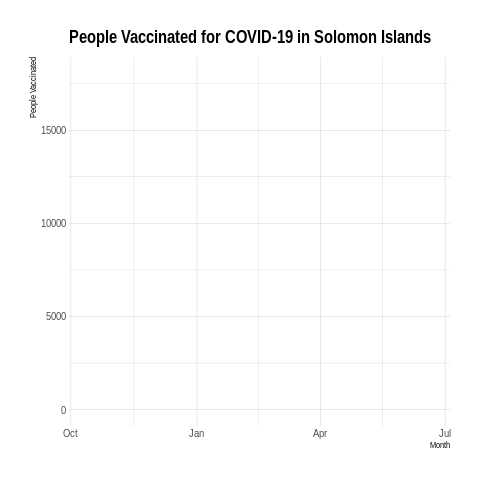 People Vaccinated for COVID-19 in Solomon Islands
People Vaccinated
15000
10000
5000
0
Oct Jan Apr Jul
Month